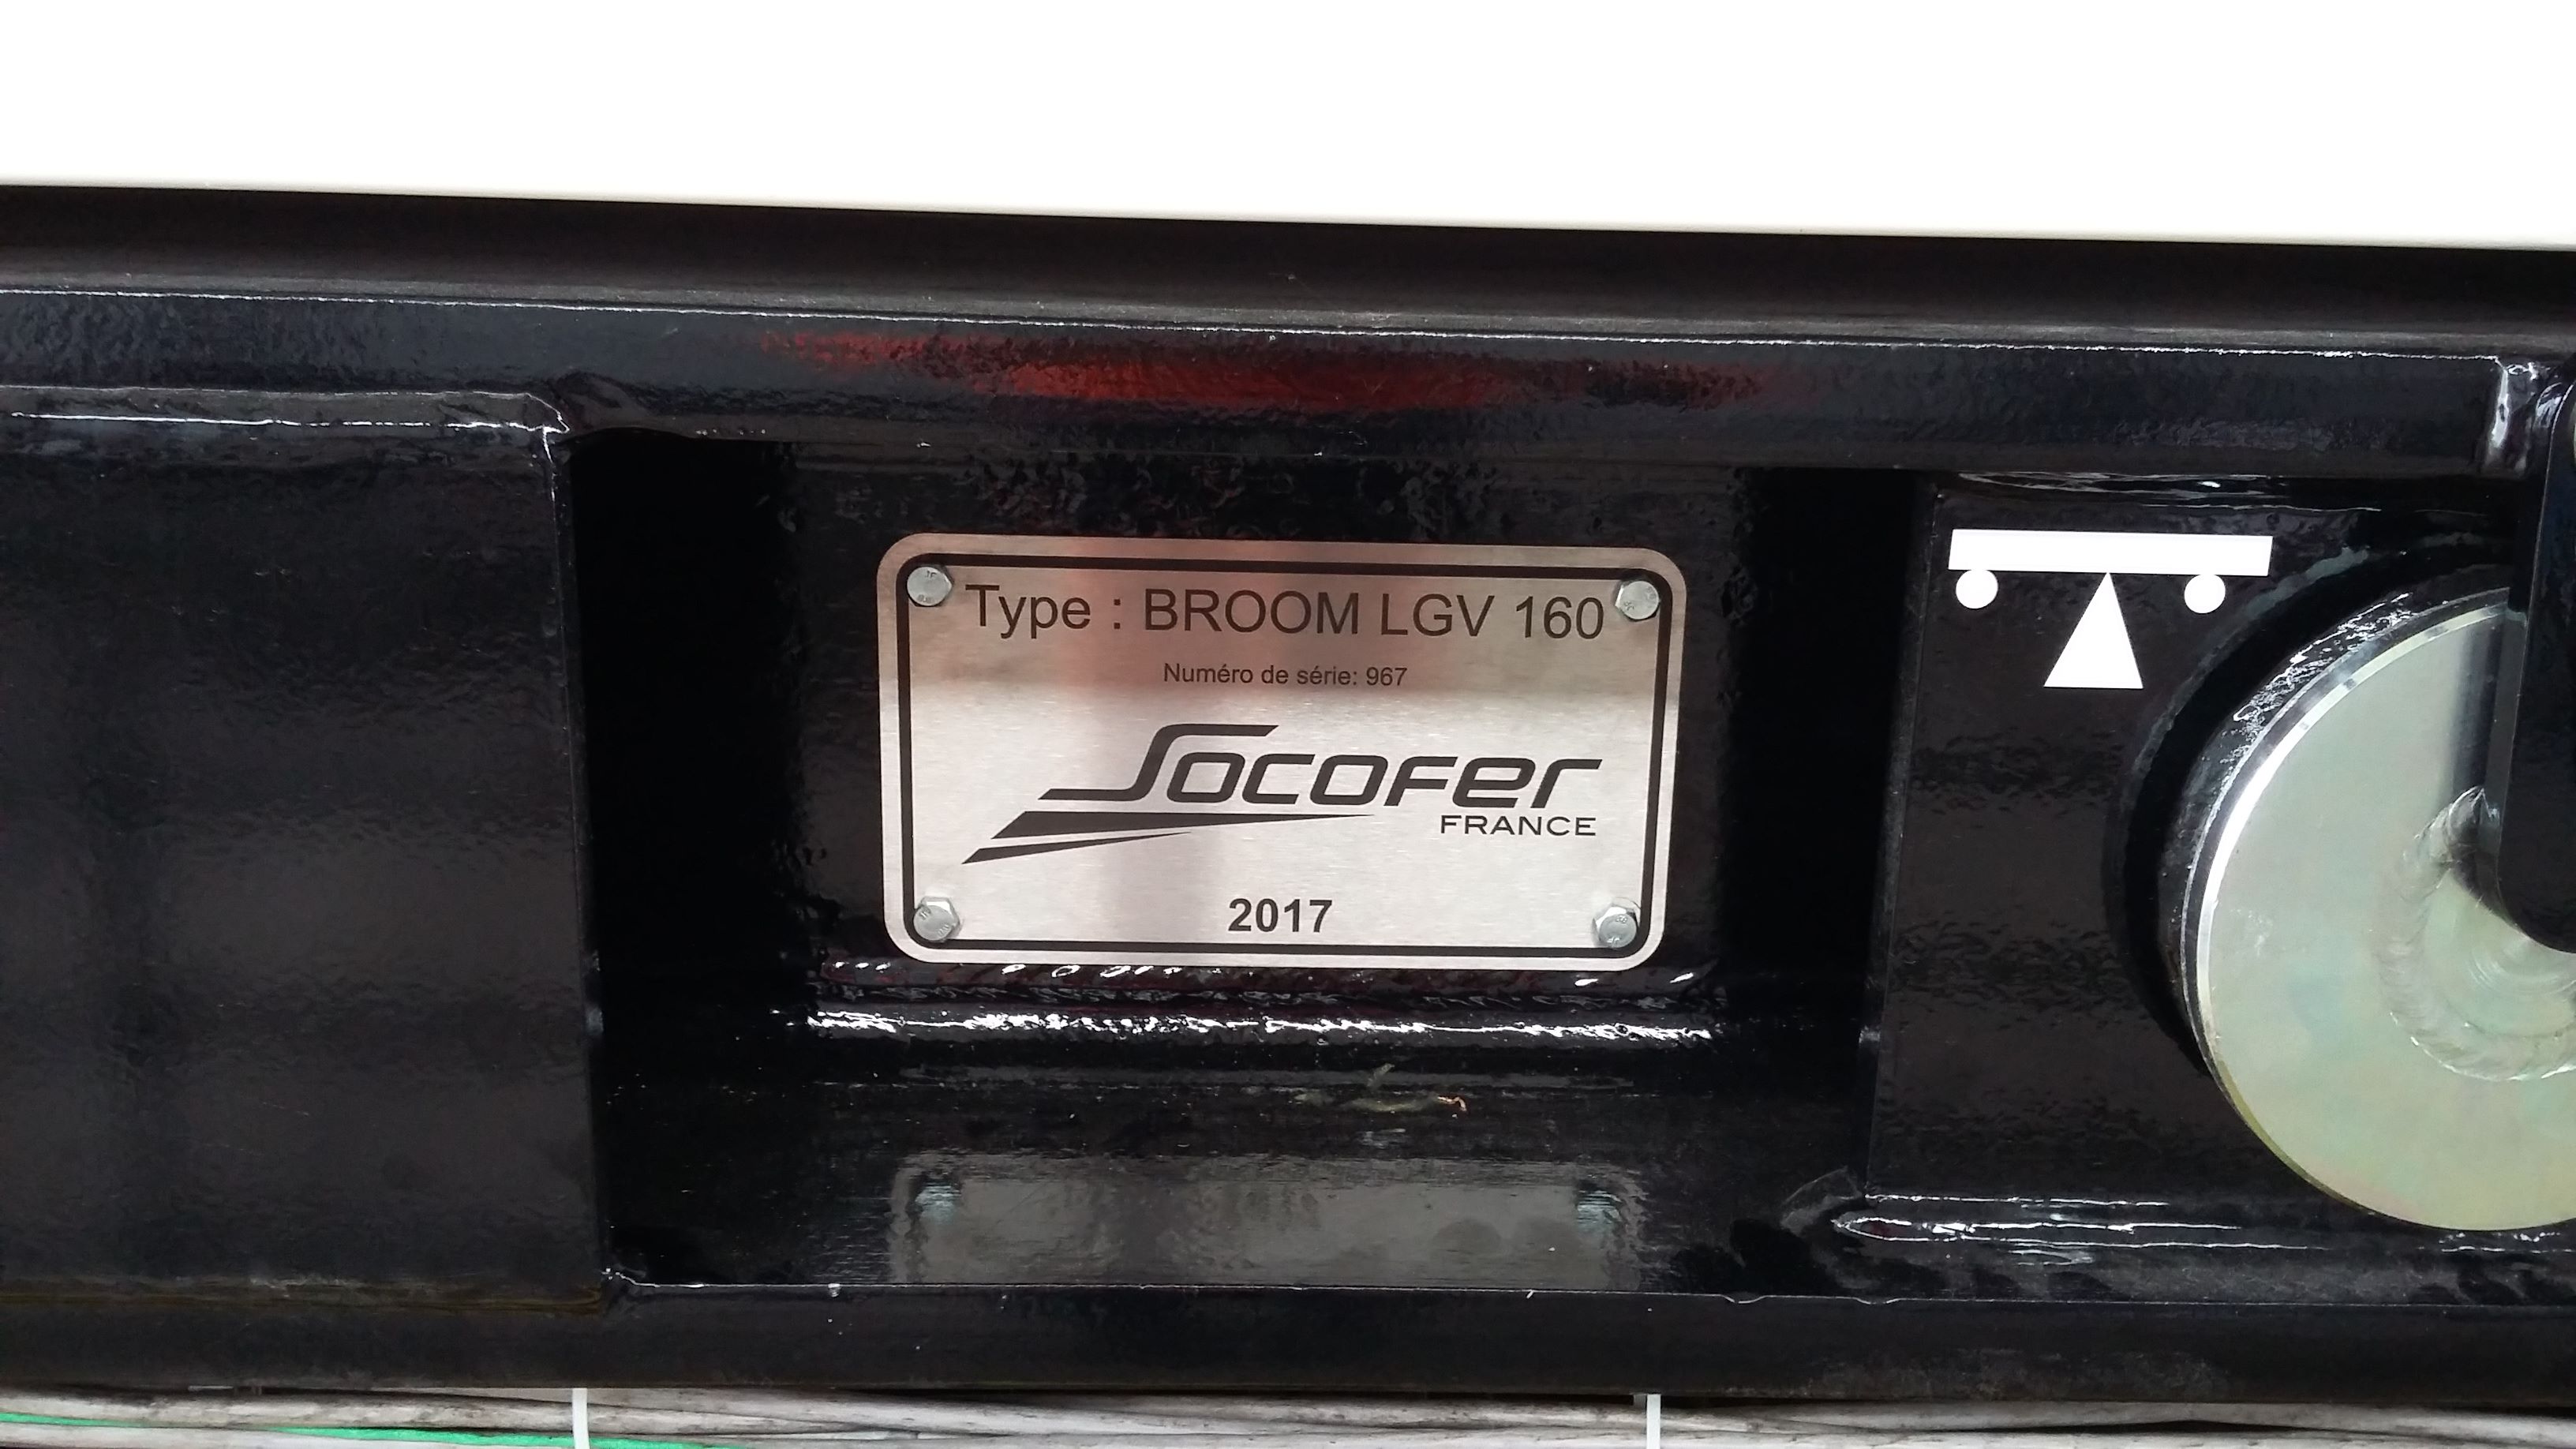 Type : BROOM LGV 160
Numéro de série: 967
Socofer
FRANCE
2017